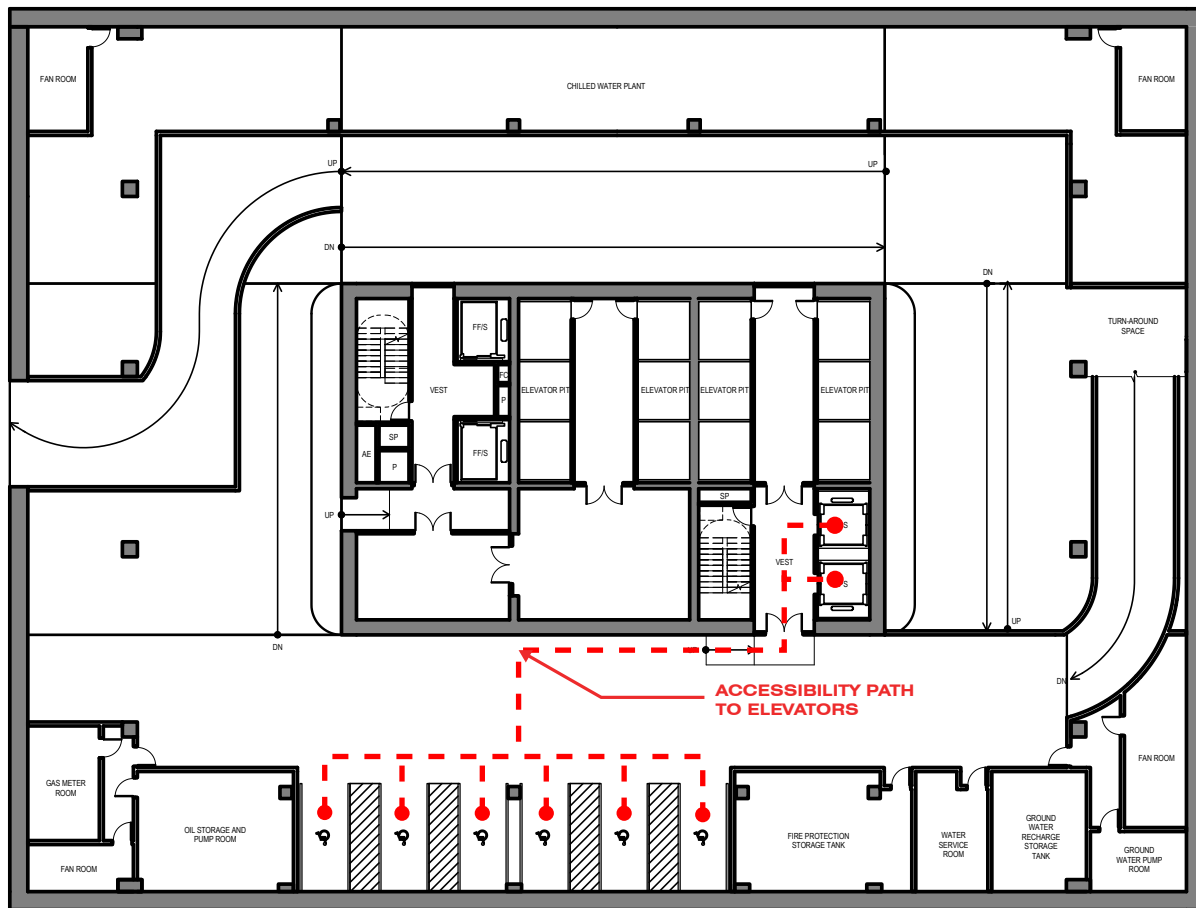 FAN ROOM
CHILLED WATER PLANT
FAN ROOM
UP
UP
DN
DN
TURN-AROUND
SPACE
FF/S
VEST
FC
P
ELEVATOR PIT
ELEVATOR PIT
ELEVATOR PIT
ELEVATOR PIT
SP
AE
P
FF/S
SP
UP
S
VEST
S
UP
DN
UP
DN
ACCESSIBILITY PATH
TO ELEVATORS
GAS METER
ROOM
OIL STORAGE AND
PUMP ROOM
FAN ROOM
FIRE PROTECTION
STORAGE TANK
WATER
SERVICE
ROOM
GROUND
WATER
RECHARGE
STORAGE
TANK
FAN ROOM
GROUND
WATER PUMP
ROOM